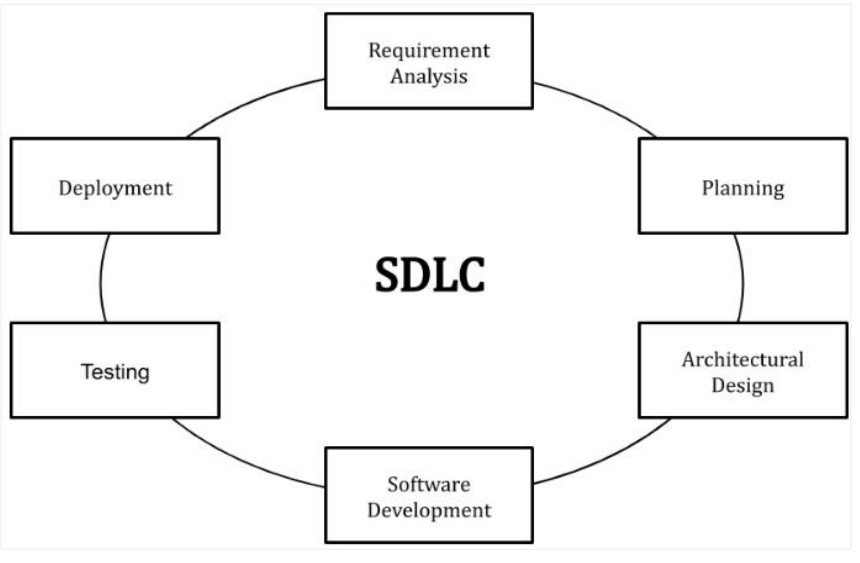 Requirement
Analysis
Deployment
Planning
SDLC
Testing
Architectural
Design
Software
Development